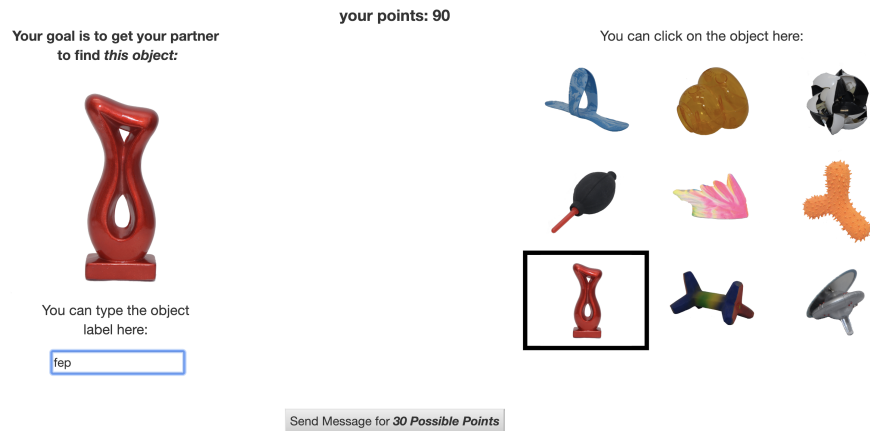 your points: 90
Your goal is to get your partner
to find this object:
You can click on the object here:
You can type the object
label here:
fep
Send Message for 30 Possible Points